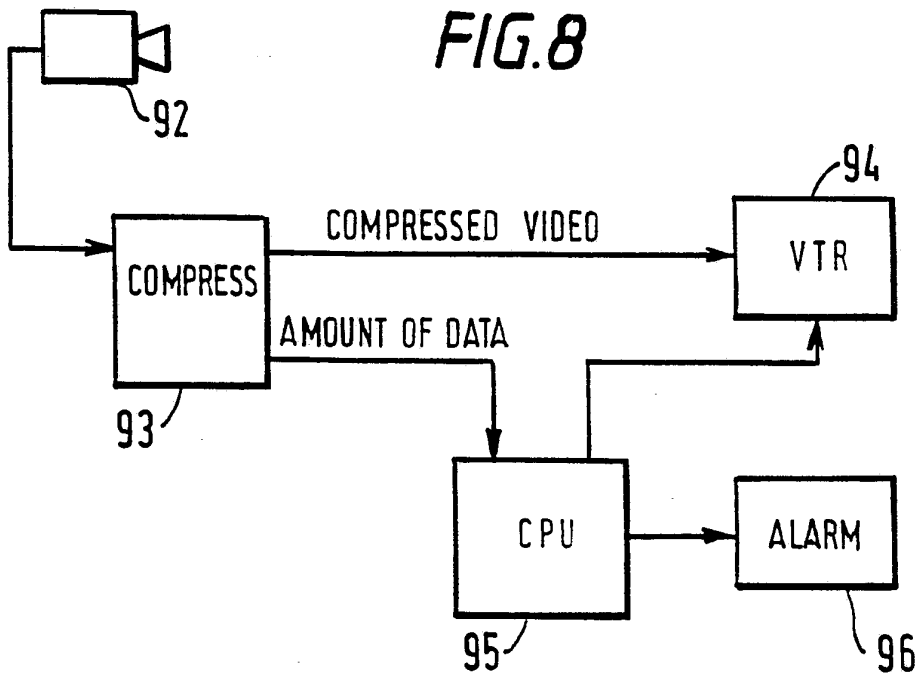 FIG.8
92
94
COMPRESSED VIDEO
VTR
COMPRESS
AMOUNT OF DATA
93
CPU
ALARM
95
96